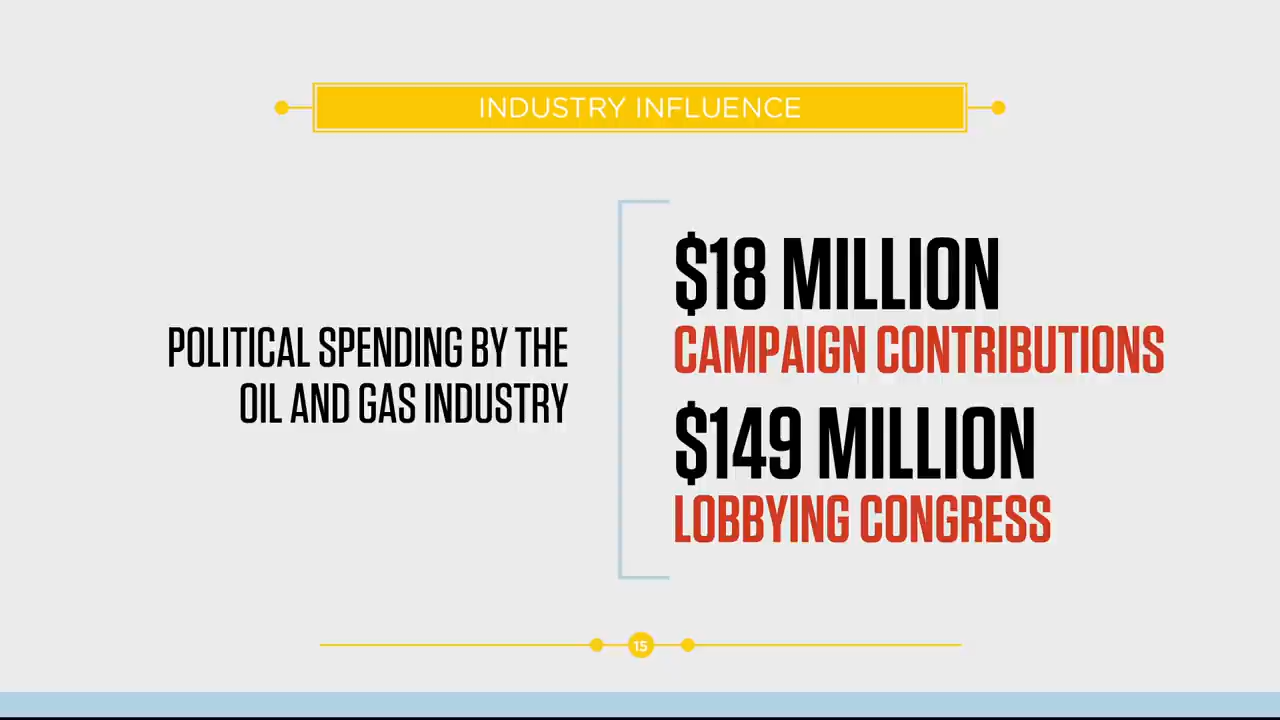 INDUSTRY INFLUENCE
POLITICAL SPENDING BY THE
OIL AND GAS INDUSTRY
$18 MILLION
CAMPAIGN CONTRIBUTIONS
$149 MILLION
LOBBYING CONGRESS
15